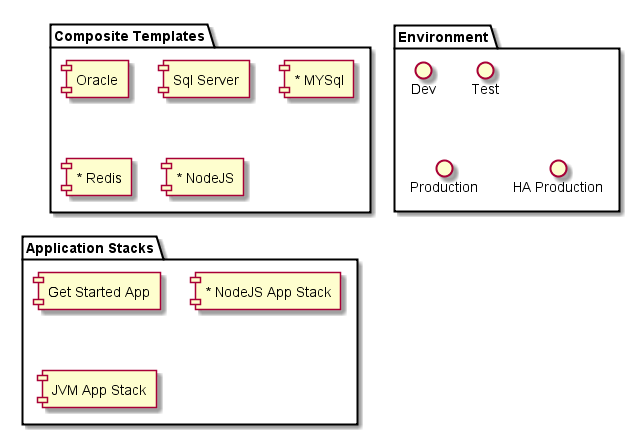 Composite Templates
Oracle
Sql Server
* MYSql
* Redis
* NodeJS
Environment
Dev
Test
Production
HA Production
Application Stacks
Get Started App
* NodeJS App Stack
JVM App Stack